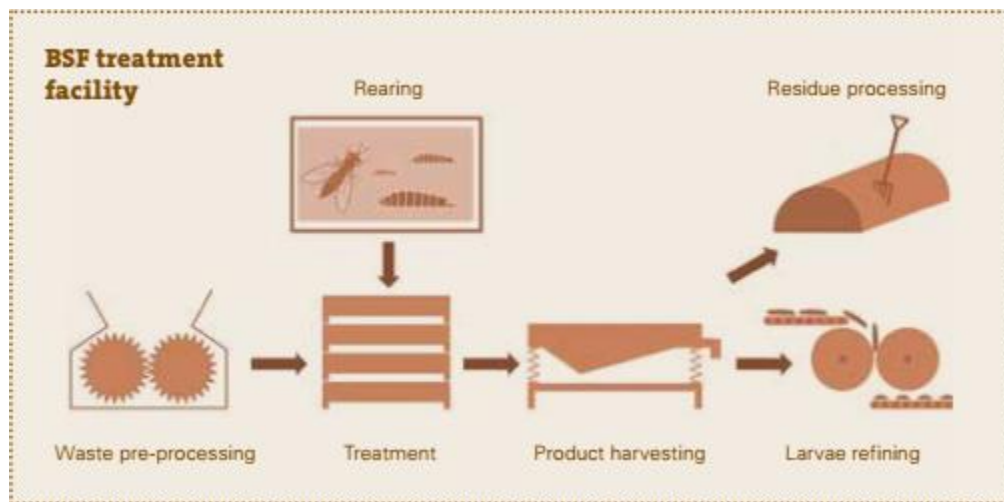 BSF treatment
facility
Rearing
Residue processing
Waste pre-processing
Treatment
Product harvesting
Larvae refining